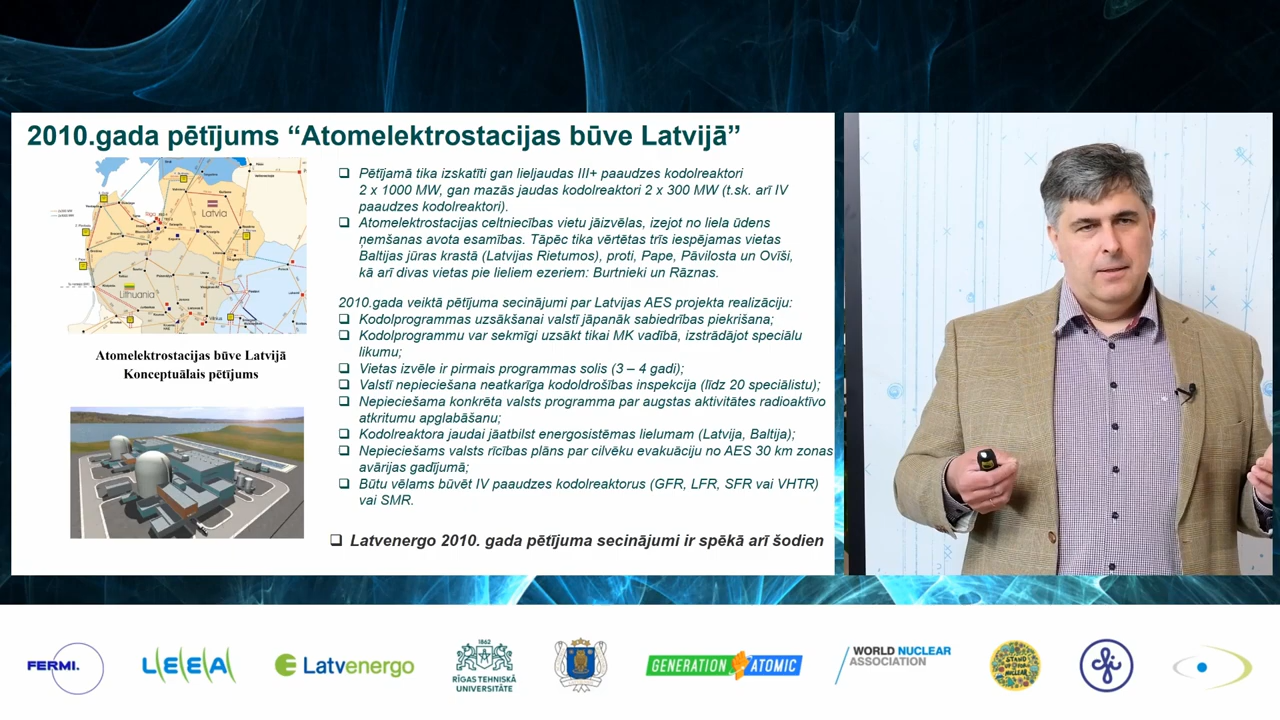 2010.gada pētījums “Atomelektrostacijas būve Latvijā”
Latvia
Lithuania
Atomelektrostacijas būve Latvijā
Konceptuālais pētījums
❑ Pētījamā tika izskatīti gan lieljaudas III+ paaudzes kodolreaktori
2 x 1000 MW, gan mazās jaudas kodolreaktori 2 x 300 MW (t.sk. arī IV
paaudzes kodolreaktori).
❑ Atomelektrostacijas celtniecības vietu jāizvēlas, izejot no liela ūdens
ņemšanas avota esamības. Tāpēc tika vērtētas trīs iespējamas vietas
Baltijas jūras krastā (Latvijas Rietumos), proti, Pape, Pāvilosta un Ovīši,
kā arī divas vietas pie lieliem ezeriem: Burtnieki un Rāznas.
2010.gada veiktā pētījuma secinājumi par Latvijas AES projekta realizāciju:
❑ Kodolprogrammas uzsākšanai valstī jāpanāk sabiedrības piekrišana;
❑ Kodolprogrammu var sekmīgi uzsākt tikai MK vadībā, izstrādājot speciālu
likumu;
❑ Vietas izvēle ir pirmais programmas solis (3 – 4 gadi);
❑ Valstī nepieciešama neatkarīga kodoldrošības inspekcija (līdz 20 speciālistu);
❑ Nepieciešama konkrēta valsts programma par augstas aktivitātes radioaktīvo
atkritumu apglabāšanu;
❑ Kodolreaktora jaudai jāatbilst energosistēmas lielumam (Latvija, Baltija);
❑ Nepieciešams valsts rīcības plāns par cilvēku evakuāciju no AES 30 km zonas
avārijas gadījumā;
❑ Būtu vēlams būvēt IV paaudzes kodolreaktorus (GFR, LFR, SFR vai VHTR)
vai SMR.
❑ Latvenergo 2010. gada pētījuma secinājumi ir spēkā arī šodien
FERMI.
LEEA
Latvenergo
1862
RĪGAS TEHNISKĀ
UNIVERSITĀTE
GENERATION ATOMIC
WORLD NUCLEAR
ASSOCIATION
STAND
UP FOR
NUCLEAR